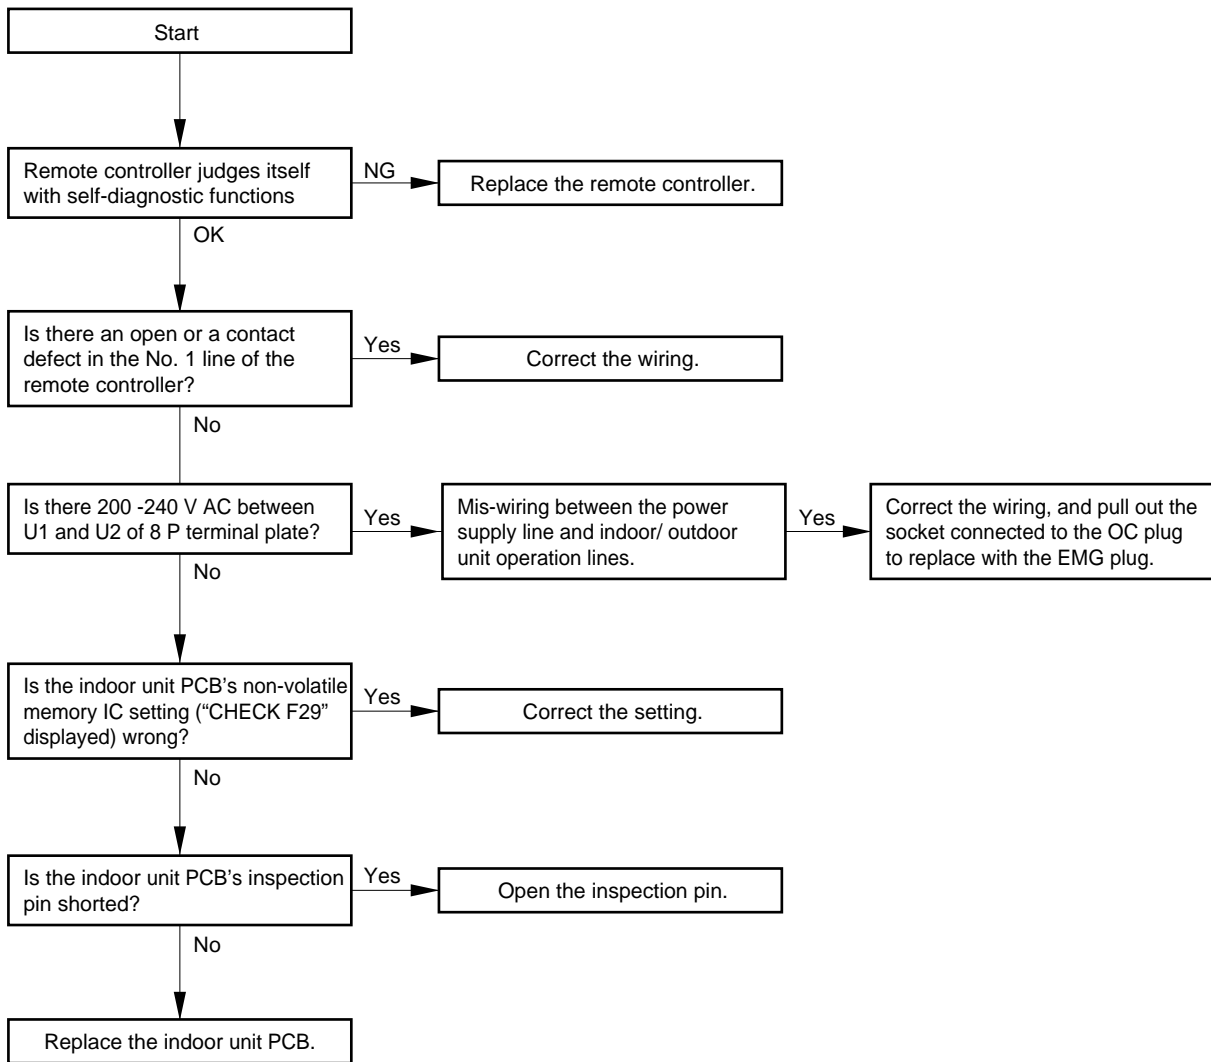 Start
Remote controller judges itself
with self-diagnostic functions
NG
Replace the remote controller.
OK
Is there an open or a contact
defect in the No. 1 line of the
remote controller?
Yes
Correct the wiring.
No
Is there 200 -240 V AC between
U1 and U2 of 8 P terminal plate?
Yes
Mis-wiring between the power
supply line and indoor/ outdoor
unit operation lines.
Yes
Correct the wiring, and pull out the
socket connected to the OC plug
to replace with the EMG plug.
No
Is the indoor unit PCB’s non-volatile
memory IC setting (“CHECK F29”
displayed) wrong?
Yes
Correct the setting.
No
Is the indoor unit PCB’s inspection
pin shorted?
Yes
Open the inspection pin.
No
Replace the indoor unit PCB.